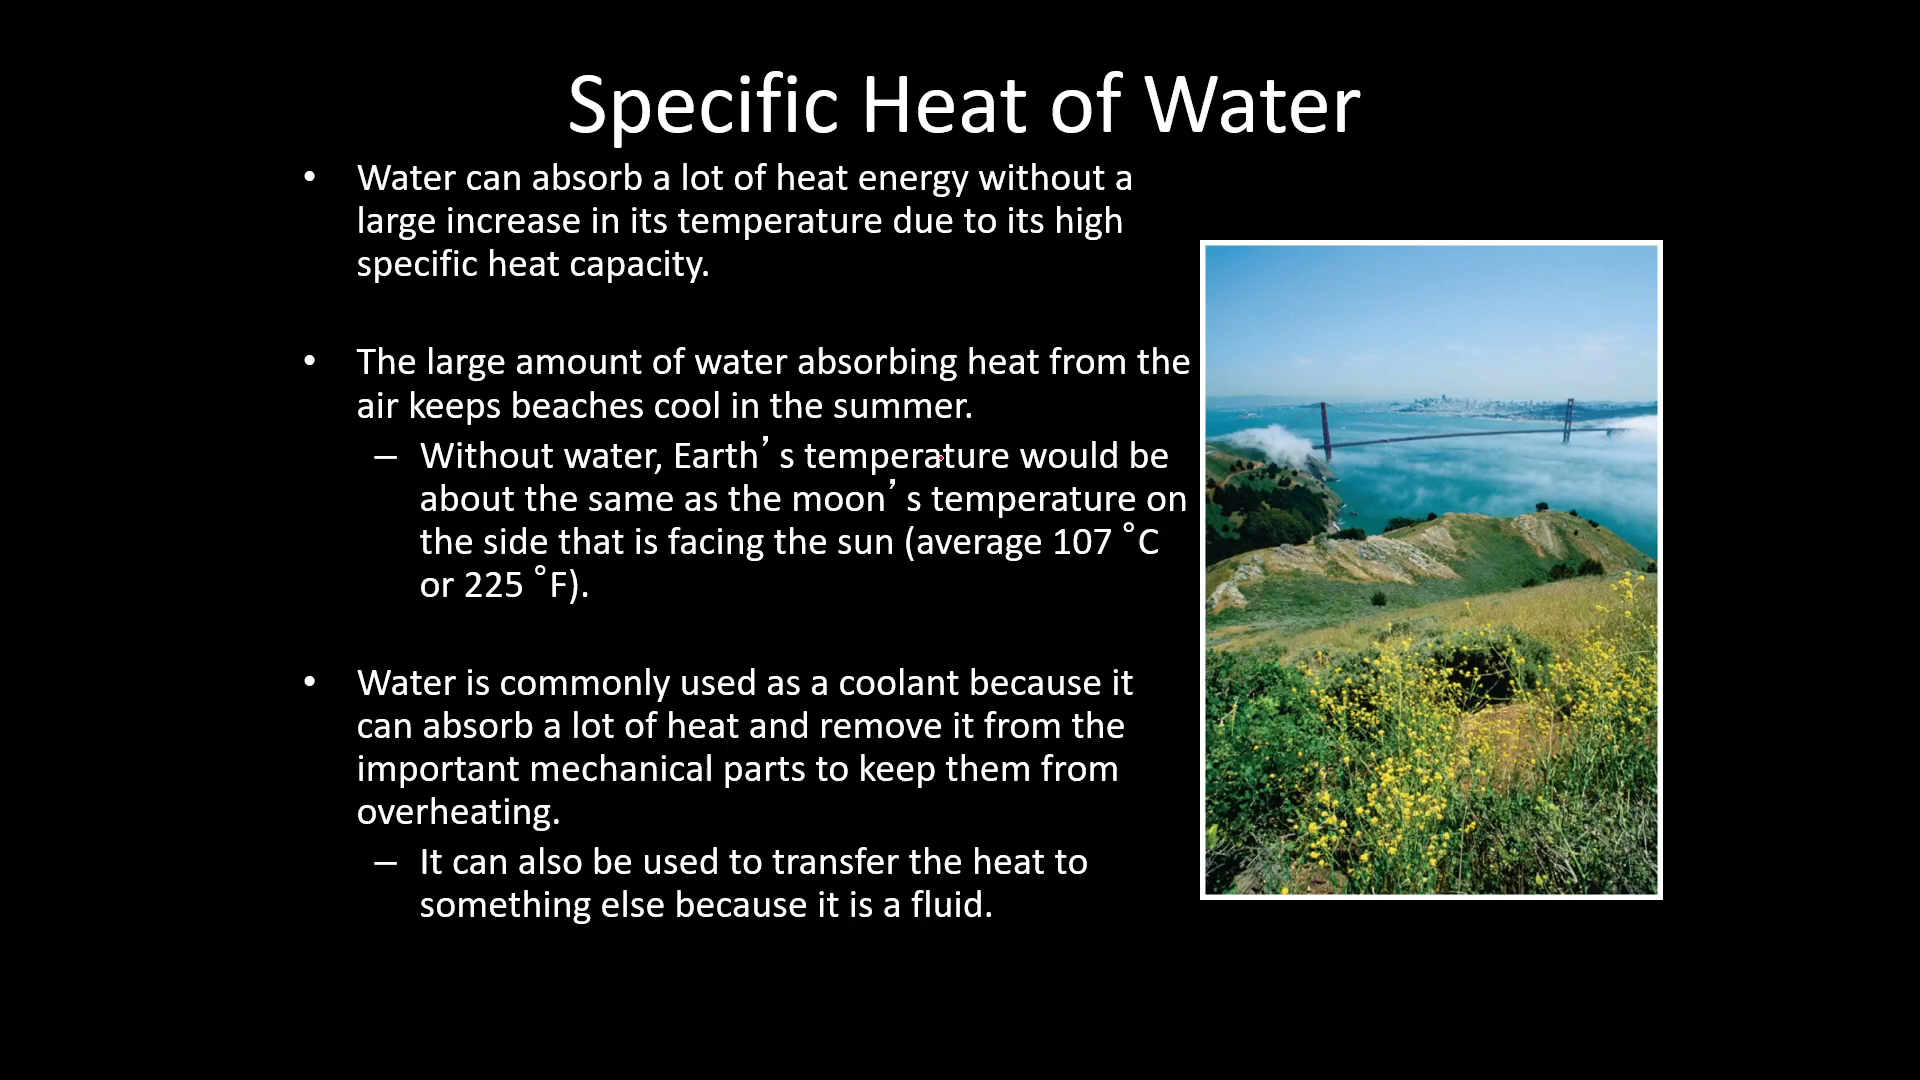 Specific Heat of Water
• Water can absorb a lot of heat energy without a
large increase in its temperature due to its high
specific heat capacity.
• The large amount of water absorbing heat from the
air keeps beaches cool in the summer.
– Without water, Earth’s temperature would be
about the same as the moon’s temperature on
the side that is facing the sun (average 107 °C
or 225 °F).
• Water is commonly used as a coolant because it
can absorb a lot of heat and remove it from the
important mechanical parts to keep them from
overheating.
– It can also be used to transfer the heat to
something else because it is a fluid.